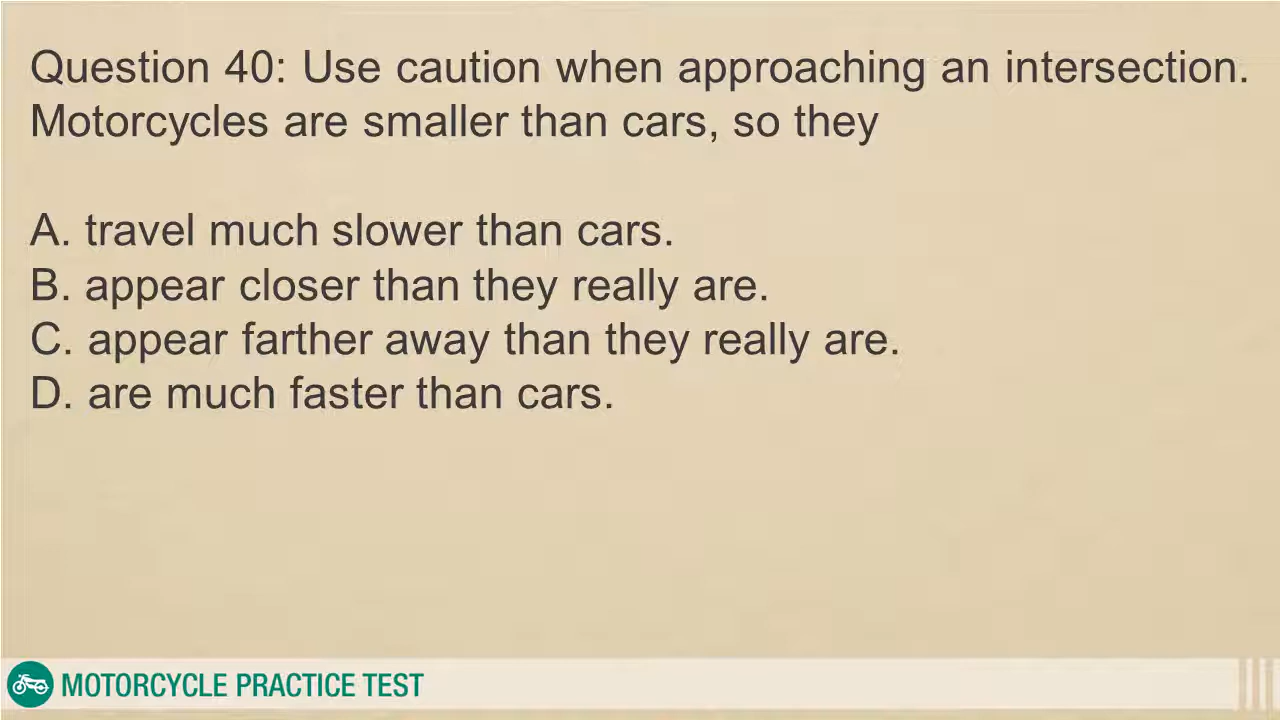 Question 40: Use caution when approaching an intersection.
Motorcycles are smaller than cars, so they
A. travel much slower than cars.
B. appear closer than they really are.
C. appear farther away than they really are.
D. are much faster than cars.
MOTORCYCLE PRACTICE TEST